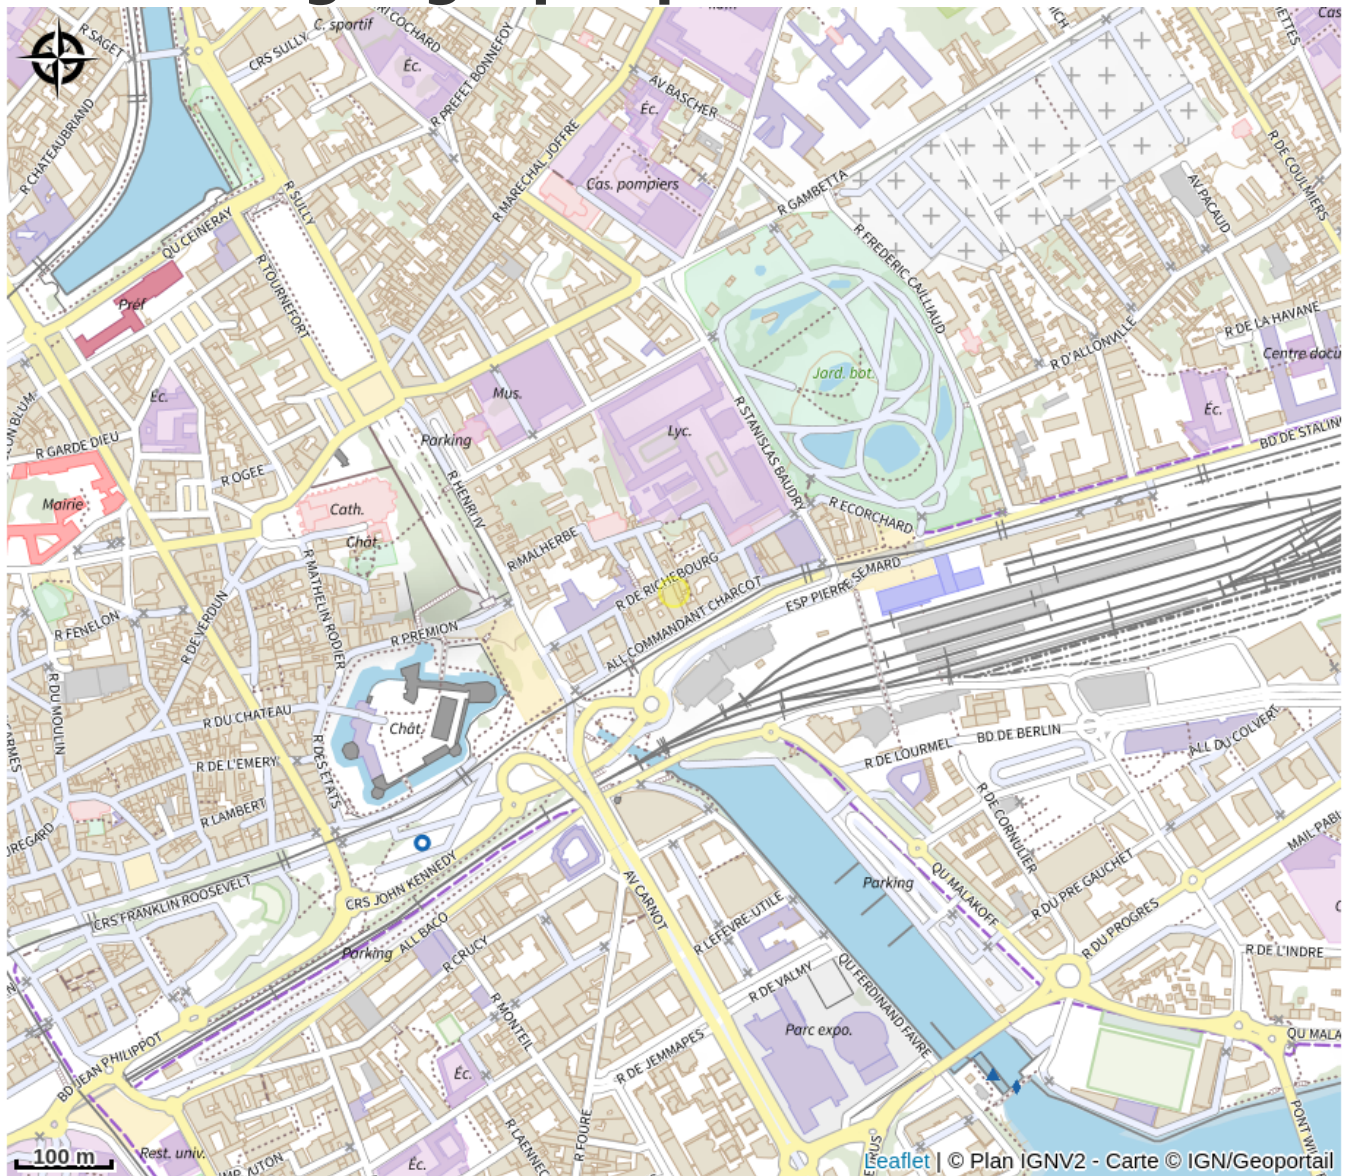 R SAGET
CRS SULLY
C. sportif
Éc.
R PREFET BONNEFOY
AV BASCHER
Éc.
R CHATEAUBRIAND
R MARECHAL JOFFRE
Cas. pompiers
R GAMBETTA
R DE COULMIERS
AV PACAUD
R SULLY
QU CEINERAY
R TOURNEFORT
Préf
R FREDERIC CAILLIAUD
R D'ALLONVILLE
R DE LA HAVANE
Centre docu
Jard. bot.
Éc.
Éc.
Mus.
Lyc.
Parking
R GARDE DIEU
R OGEE
R HENRI IV
R STANISLAS BAUDRY
BD DE STALIN
Mairie
Cath.
Chât.
R ECORCHARD
R MALHERBE
R DE RICHEBOURG
ALL COMMANDANT CHARCOT
ESP PIERRE SEMARD
R MATHELIN RODIER
R FENELON
R DE VERDUN
R PREMION
R DU MOULIN
R DU CHATEAU
Chât.
R DE L'EMERY
R DES ETATS
R LAMBERT
R DE LOURMEL
BD DE BERLIN
ALL DU COLVERT
R DE CORNULIER
MAIL PABL
CRS FRANKLIN ROOSEVELT
CRS JOHN KENNEDY
AV CARNOT
Parking
QU MALAKOFF
R DU PRE GAUCHET
R DU PROGRES
R DE L'INDRE
ALL BACO
Parking
R CRUCY
R LEFEVRE-UTILE
R DE VALMY
QU FERDINAND FAVRE
R MONTEIL
Parc expo.
QU MALA
BD JEAN PHILIPPOT
R DE JEMMAPES
Éc.
R FOURE
R LAENNEC
Rest. univ.
Éc.
PONT WIL
100 m
Leaflet | © Plan IGNV2 - Carte © IGN/Geoportail